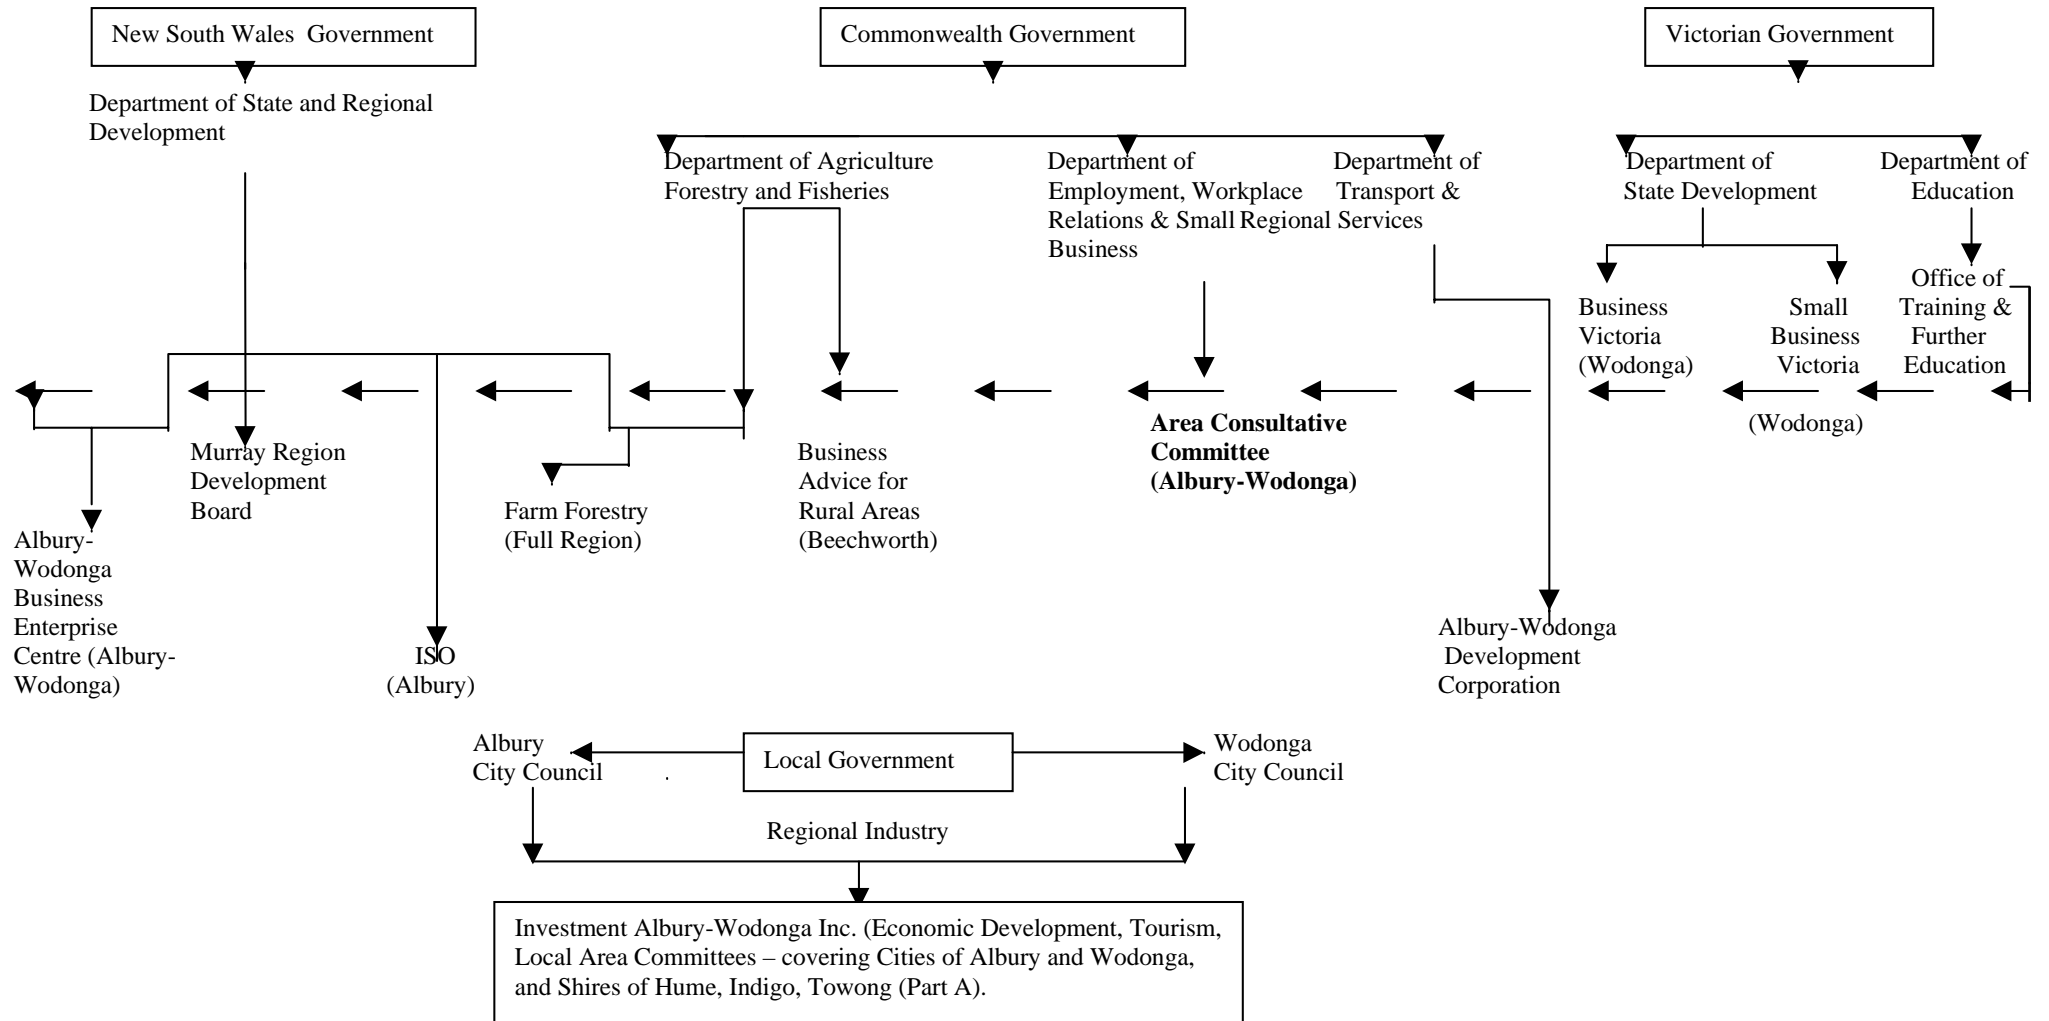 New South Wales Government
Commonwealth Government
Victorian Government
Department of State and Regional
Development
Department of Agriculture
Forestry and Fisheries
Department of
Employment, Workplace
Relations & Small
Business
Department of
Transport &
Regional Services
Department of
State Development
Department of
Education
Business
Victoria
(Wodonga)
Small
Business
Victoria
(Wodonga)
Office of
Training &
Further
Education
Albury-
Wodonga
Business
Enterprise
Centre (Albury-
Wodonga)
Murray Region
Development
Board
ISO
(Albury)
Farm Forestry
(Full Region)
Business
Advice for
Rural Areas
(Beechworth)
Area Consultative
Committee
(Albury-Wodonga)
Albury-Wodonga
Development
Corporation
Albury
City Council
Local Government
Wodonga
City Council
Regional Industry
Investment Albury-Wodonga Inc. (Economic Development, Tourism,
Local Area Committees – covering Cities of Albury and Wodonga,
and Shires of Hume, Indigo, Towong (Part A).